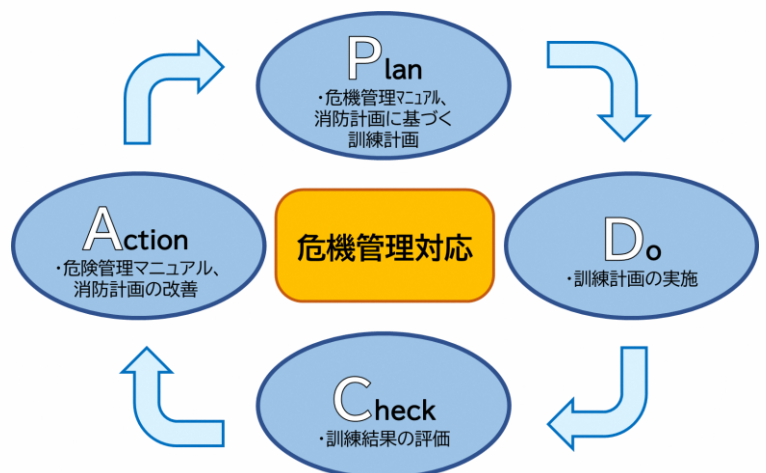 Plan
・危機管理ﾏﾆｭｱﾙ、
消防計画に基づく
訓練計画
Action
・危険管理マニュアル、
消防計画の改善
危機管理対応
Do
・訓練計画の実施
Check
・訓練結果の評価